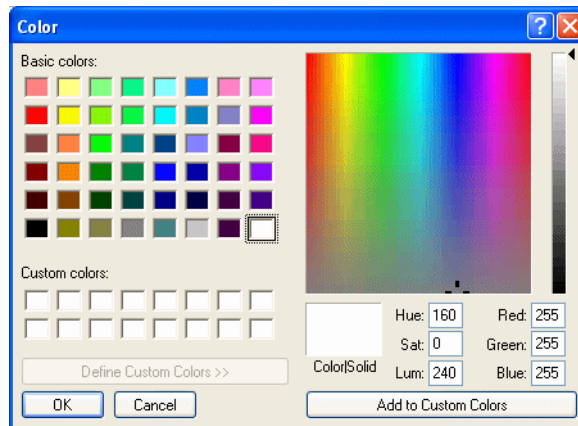 Color
Basic colors:
Custom colors:
Define Custom Colors >>
OK Cancel
Hue: 160 Red: 255
Sat: 0 Green: 255
Color|Solid Lum: 240 Blue: 255
Add to Custom Colors